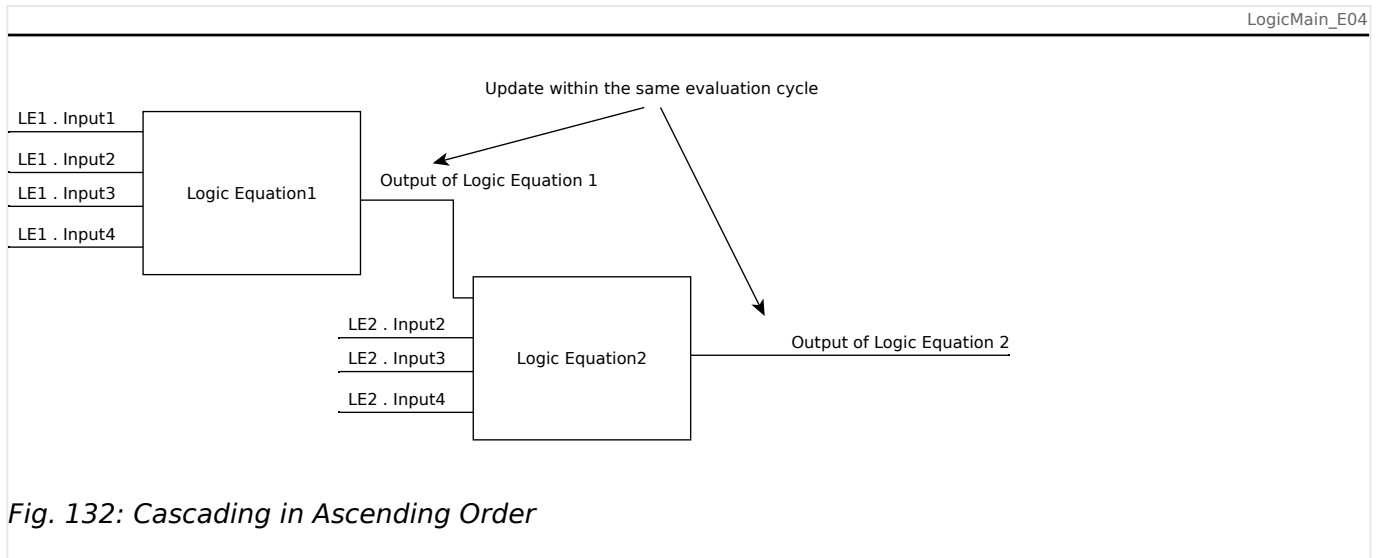 LogicMain_E04
Update within the same evaluation cycle
LE1 . Input1
LE1 . Input2
LE1 . Input3
LE1 . Input4
Logic Equation1
Output of Logic Equation 1
LE2 . Input2
LE2 . Input3
LE2 . Input4
Logic Equation2
Output of Logic Equation 2
Fig. 132: Cascading in Ascending Order